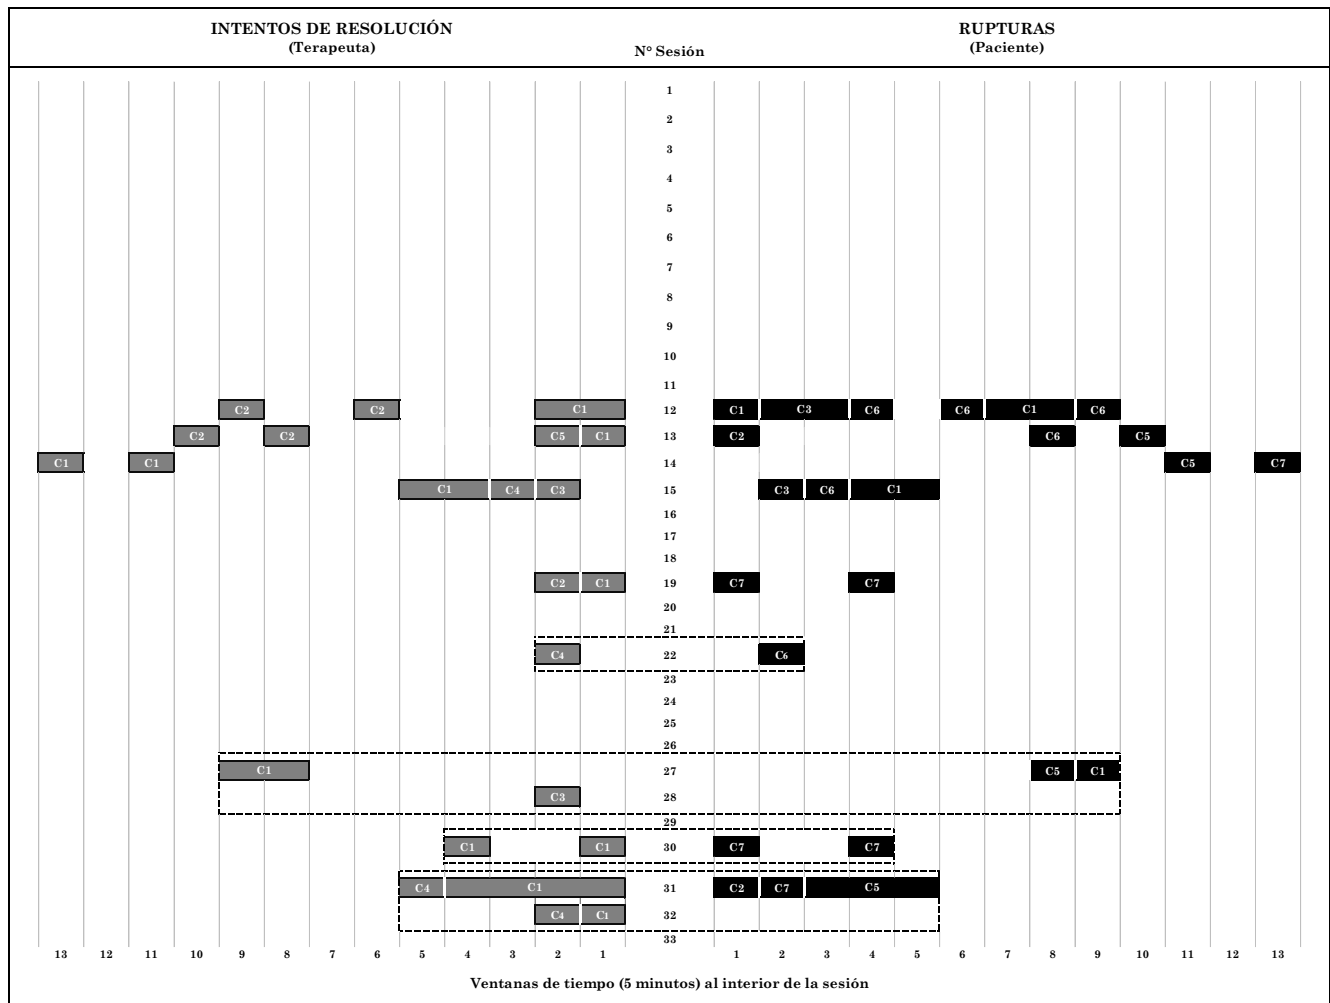 INTENTOS DE RESOLUCIÓN
(Terapeuta)
Nº Sesión
RUPTURAS
(Paciente)
1
2
3
4
5
6
7
8
9
10
11
C2 C2 C1 12 C1 C3 C6 C6 C1 C6
C2 C2 C5 C1 13 C2 C6 C5
C1 C1 14 C5 C7
C1 C4 C3 15 C3 C6 C1
16
17
18
C2 C1 19 C7 C7
20
21
C4 22 C6
23
24
25
26
C1 27 C5 C1
C3 28
29
C1 C1 30 C7 C7
C4 C1 31 C2 C7 C5
C4 C1 32
33
13 12 11 10 9 8 7 6 5 4 3 2 1 1 2 3 4 5 6 7 8 9 10 11 12 13
Ventanas de tiempo (5 minutos) al interior de la sesión